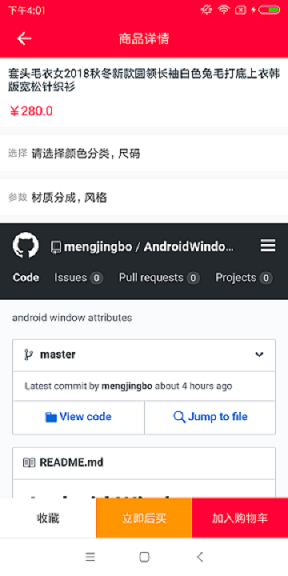 下午4:01
商品详情
套头毛衣女2018秋冬新款圆领长袖白色兔毛打底上衣韩
版宽松针织衫
￥280.0
选择 请选择颜色分类，尺码
参数 材质分成，风格
mengjingbo / AndroidWindo...
Code Issues 0 Pull requests 0 Projects 0
android window attributes
master
Latest commit by mengjingbo about 4 hours ago
View code Jump to file
README.md
收藏 立即后买 加入购物车